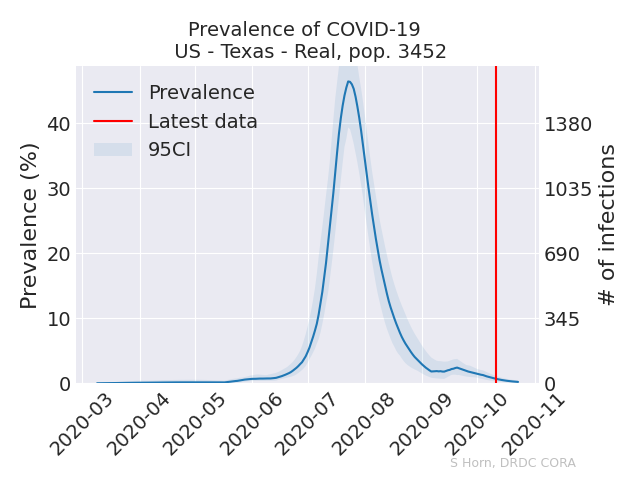 Prevalence of COVID-19
US - Texas - Real, pop. 3452
Prevalence
Latest data
95CI
Prevalence (%)
40
30
20
10
0
1380
1035
690
345
0
# of infections
2020-03
2020-04
2020-05
2020-06
2020-07
2020-08
2020-09
2020-10
2020-11
S Horn, DRDC CORA